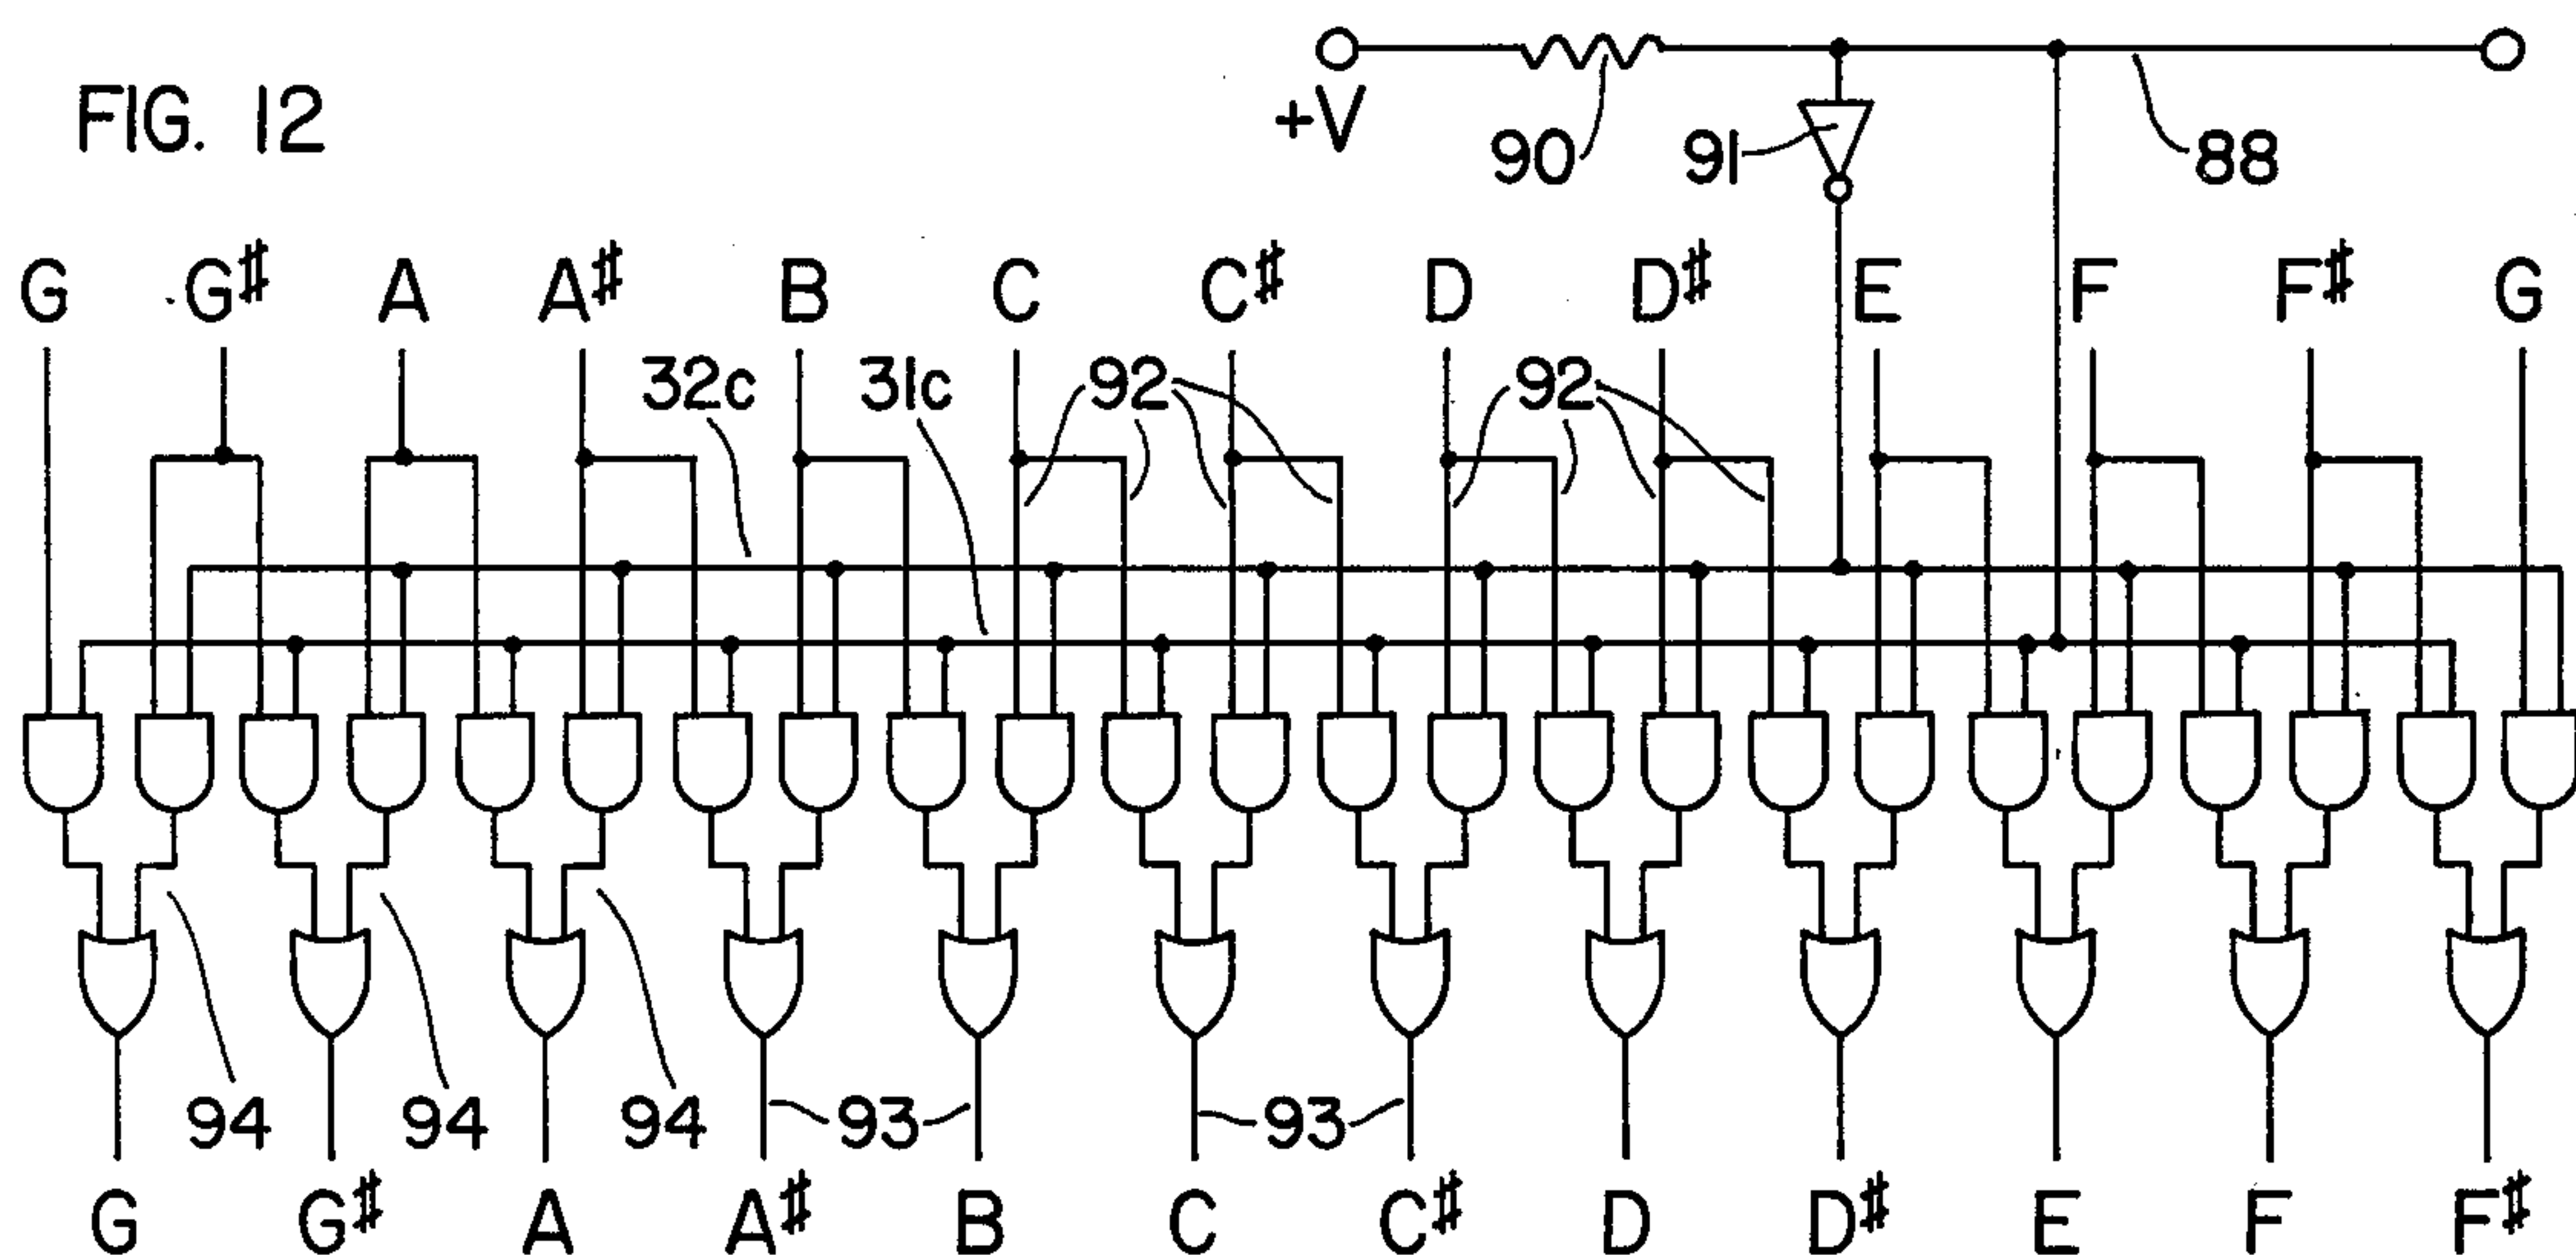 FIG. 12
+V 90 91 88
G G♯ A A♯ B C C♯ D D♯ E F F♯ G
32c 31c 92 92
94 94 94 93 93
G G♯ A A♯ B C C♯ D D♯ E F F♯